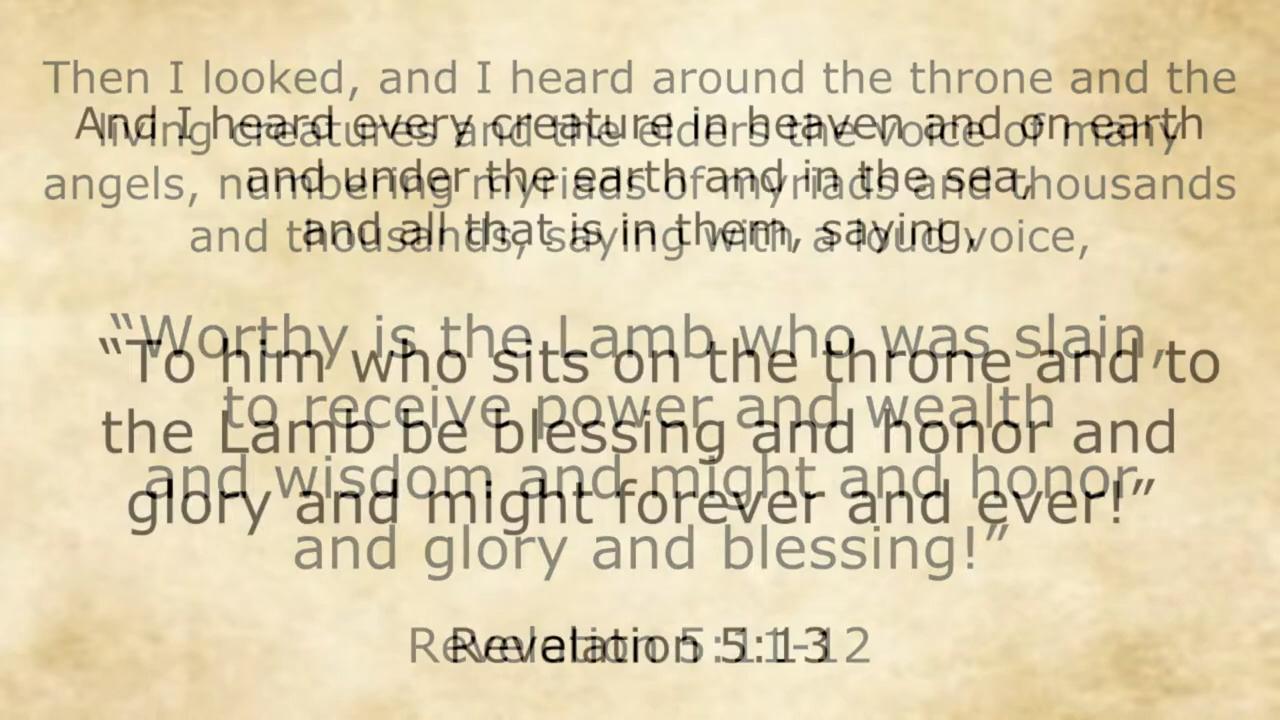 Then I looked, and I heard around the throne and the
living creatures and the elders the voice of many
angels, numbering myriads of myriads and thousands
and thousands, saying with a loud voice,
“Worthy is the Lamb who was slain,
to receive power and wealth
and wisdom and might and honor
and glory and blessing!”
Revelation 5:11-12
And I heard every creature in heaven and on earth
and under the earth and in the sea,
and all that is in them, saying,
“To him who sits on the throne and to
the Lamb be blessing and honor and
glory and might forever and ever!”
Revelation 5:13